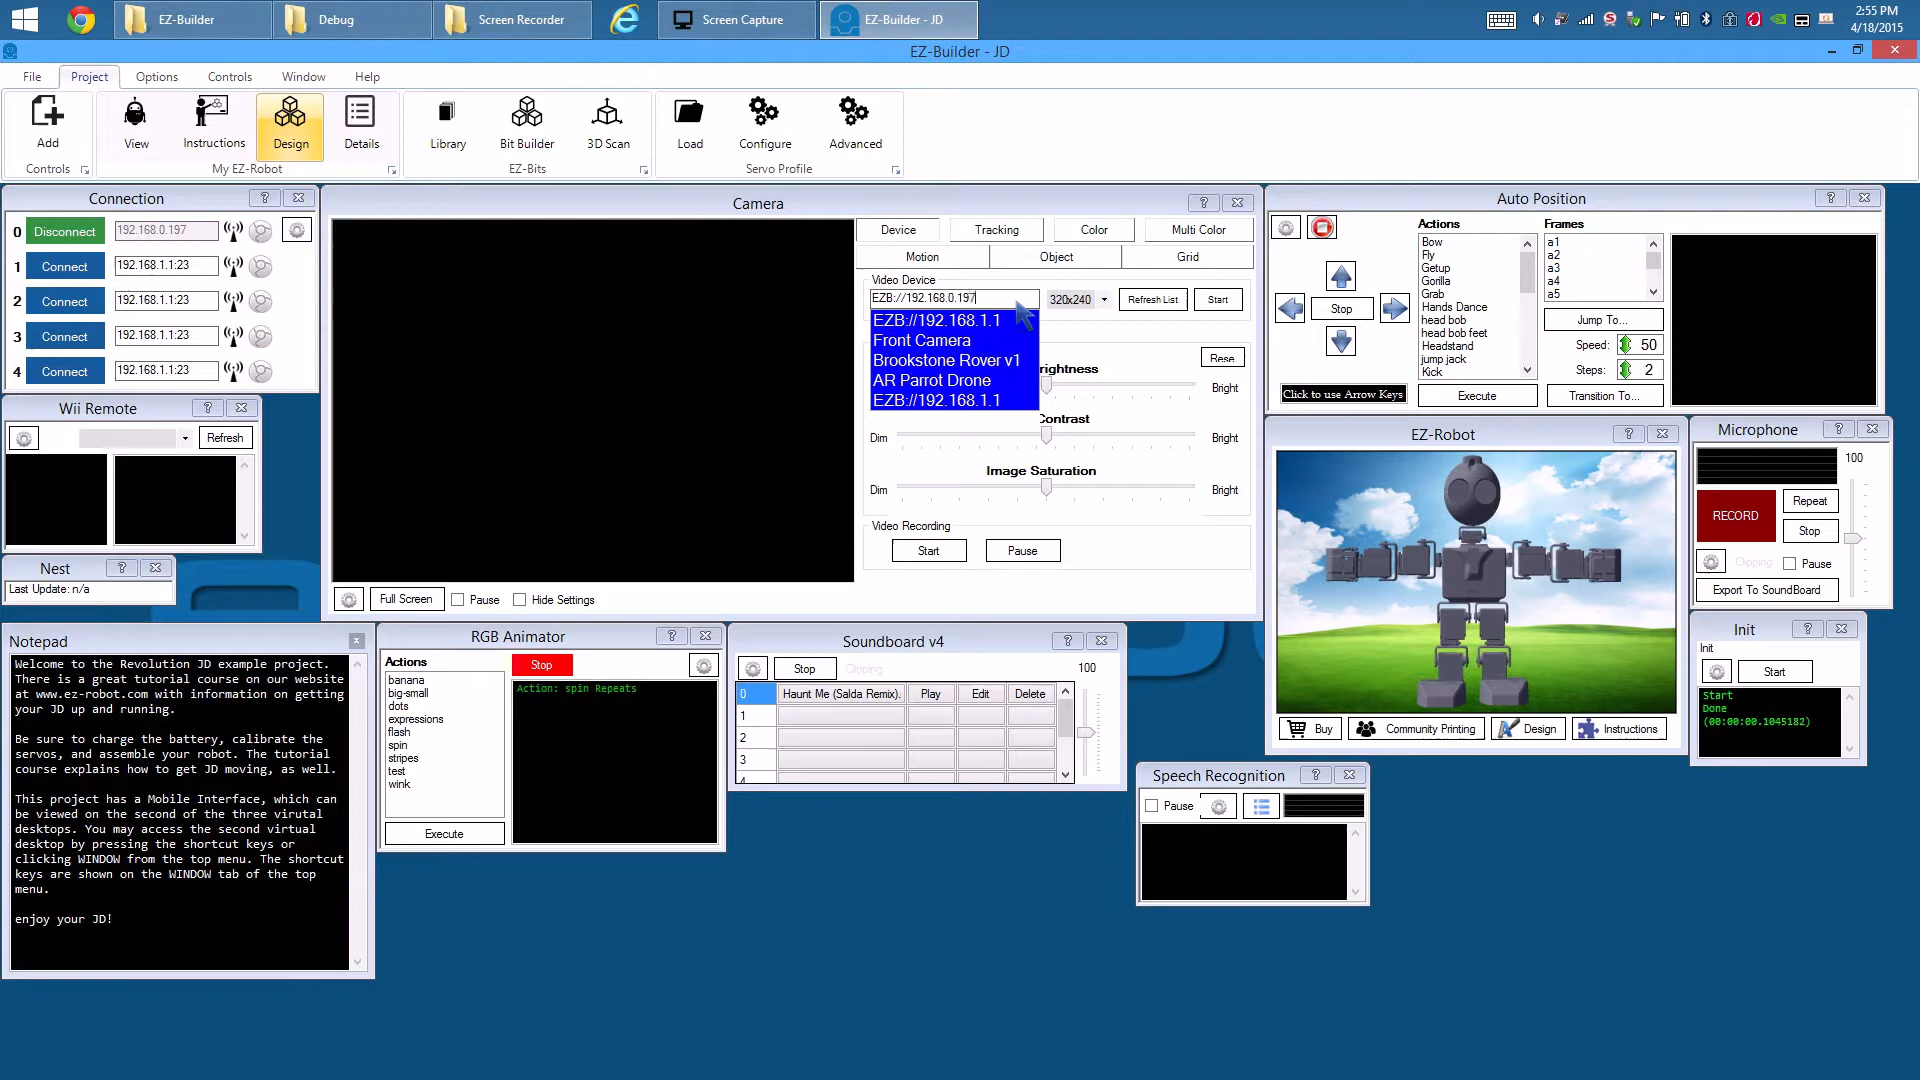 EZ-Builder
Debug
Screen Recorder
Screen Capture
EZ-Builder - JD
2:55 PM
4/18/2015
EZ-Builder - JD
File
Project
Options
Controls
Window
Help
Add
View
Instructions
Design
Details
Library
Bit Builder
3D Scan
Load
Configure
Advanced
Controls
My EZ-Robot
EZ-Bits
Servo Profile
Connection
0 Disconnect 192.168.0.197
1 Connect 192.168.1.1:23
2 Connect 192.168.1.1:23
3 Connect 192.168.1.1:23
4 Connect 192.168.1.1:23
Wii Remote
Refresh
Nest
Last Update: n/a
Camera
Device
Tracking
Color
Multi Color
Motion
Object
Grid
Video Device
EZB://192.168.0.197
320x240
Refresh List
Start
EZB://192.168.1.1
Front Camera
Brookstone Rover v1
AR Parrot Drone
EZB://192.168.1.1
Rese
rightness
Bright
Contrast
Dim
Bright
Image Saturation
Dim
Bright
Video Recording
Start
Pause
Full Screen
Pause
Hide Settings
Auto Position
Stop
Click to use Arrow Keys
Actions
Bow
Fly
Getup
Gorilla
Grab
Hands Dance
head bob
head bob feet
Headstand
jump jack
Kick
Execute
Frames
a1
a2
a3
a4
a5
Jump To...
Speed: 50
Steps: 2
Transition To...
EZ-Robot
Buy
Community Printing
Design
Instructions
Microphone
100
RECORD
Repeat
Stop
Clipping
Pause
Export To SoundBoard
Init
Init
Start
Start
Done
(00:00:00.1045182)
Notepad
Welcome to the Revolution JD example project.
There is a great tutorial course on our website
at www.ez-robot.com with information on getting
your JD up and running.
Be sure to charge the battery, calibrate the
servos, and assemble your robot. The tutorial
course explains how to get JD moving, as well.
This project has a Mobile Interface, which can
be viewed on the second of the three virutal
desktops. You may access the second virtual
desktop by pressing the shortcut keys or
clicking WINDOW from the top menu. The shortcut
keys are shown on the WINDOW tab of the top
menu.
enjoy your JD!
RGB Animator
Actions
Stop
banana
big-small
dots
expressions
flash
spin
stripes
test
wink
Execute
Action: spin Repeats
Soundboard v4
Stop
Clipping
100
0 Haunt Me (Salda Remix). Play Edit Delete
1
2
3
4
Speech Recognition
Pause